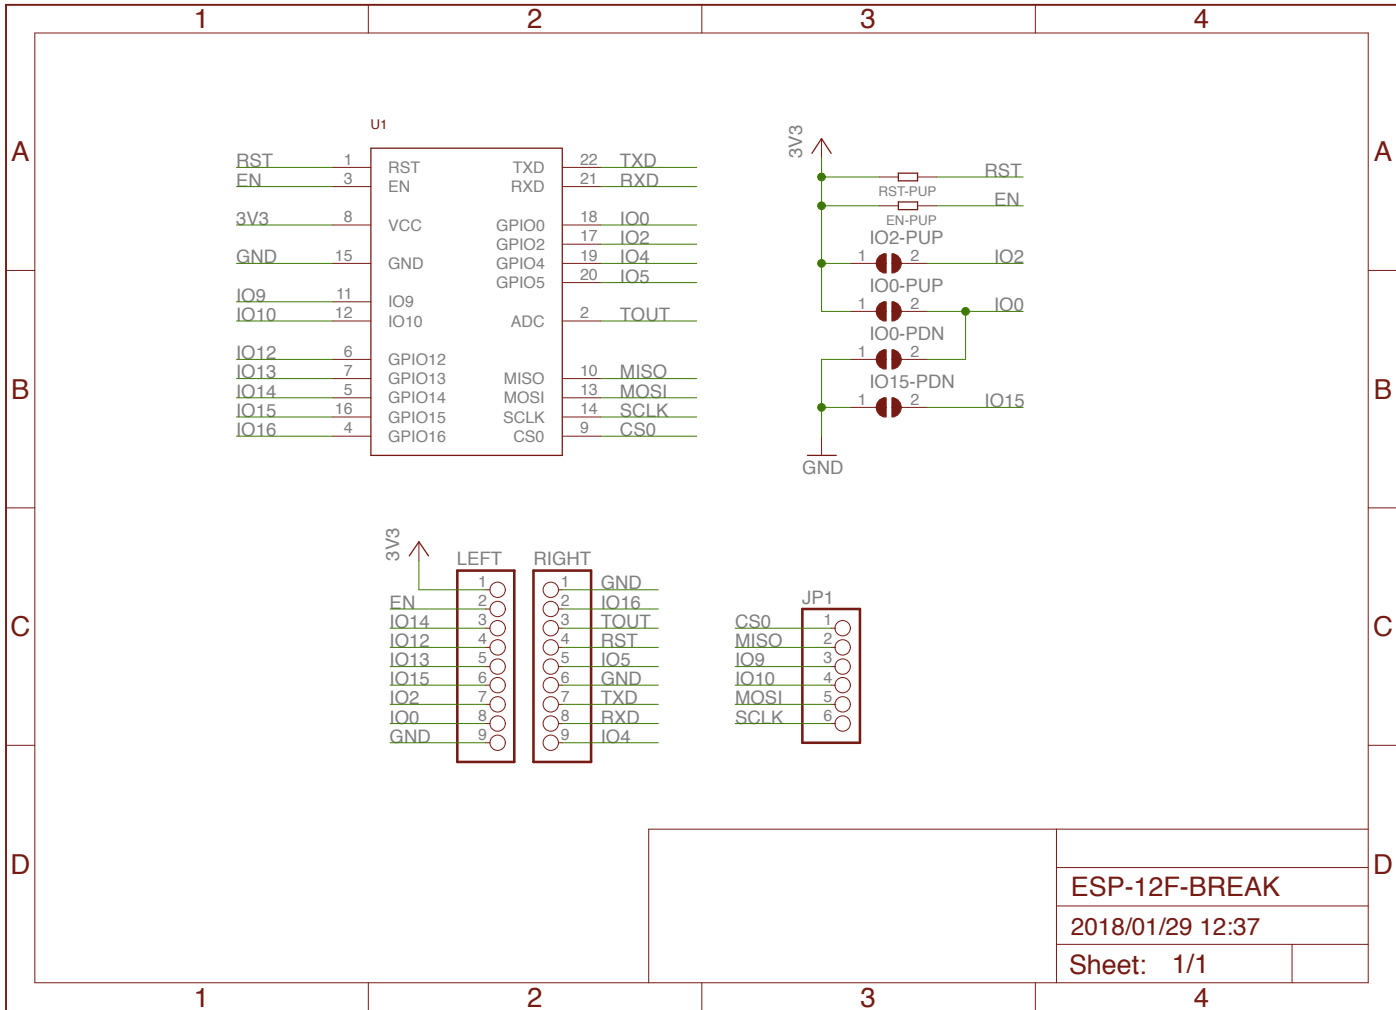 1 2 3 4
A A
B B
C C
D D
U1
RST 1 RST TXD 22 TXD
EN 3 EN RXD 21 RXD
3V3 8 VCC GPIO0 18 IO0
GPIO2 17 IO2
GND 15 GND GPIO4 19 IO4
GPIO5 20 IO5
IO9 11 IO9
IO10 12 IO10 ADC 2 TOUT
IO12 6 GPIO12
IO13 7 GPIO13 MISO 10 MISO
IO14 5 GPIO14 MOSI 13 MOSI
IO15 16 GPIO15 SCLK 14 SCLK
IO16 4 GPIO16 CS0 9 CS0
3V3
RST
RST-PUP
EN
EN-PUP
IO2-PUP
1 2 IO2
IO0-PUP
1 2 IO0
IO0-PDN
1 2
IO15-PDN
1 2 IO15
GND
3V3
LEFT
1
EN 2
IO14 3
IO12 4
IO13 5
IO15 6
IO2 7
IO0 8
GND 9
RIGHT
1 GND
2 IO16
3 TOUT
4 RST
5 IO5
6 GND
7 TXD
8 RXD
9 IO4
JP1
CS0 1
MISO 2
IO9 3
IO10 4
MOSI 5
SCLK 6
ESP-12F-BREAK
2018/01/29 12:37
Sheet: 1/1
1 2 3 4